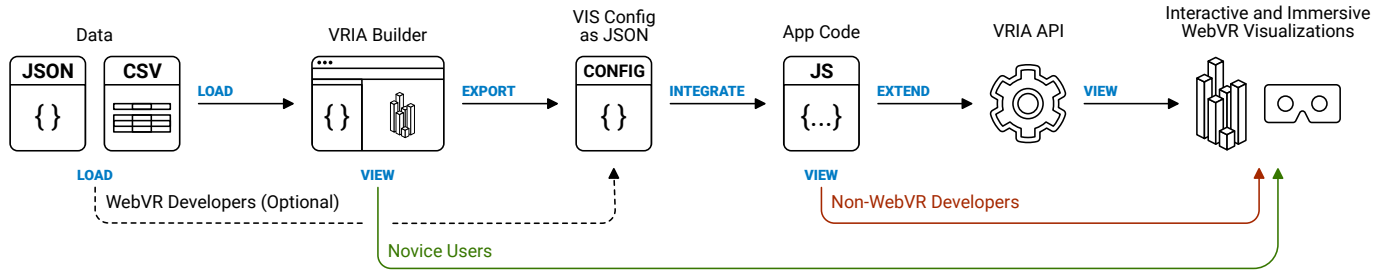 Data
VRIA Builder
VIS Config
as JSON
App Code
VRIA API
Interactive and Immersive
WebVR Visualizations
JSON
{ }
CSV
LOAD
{ }
EXPORT
CONFIG
{ }
INTEGRATE
JS
{...}
EXTEND
VIEW
LOAD
VIEW
VIEW
WebVR Developers (Optional)
Non-WebVR Developers
Novice Users